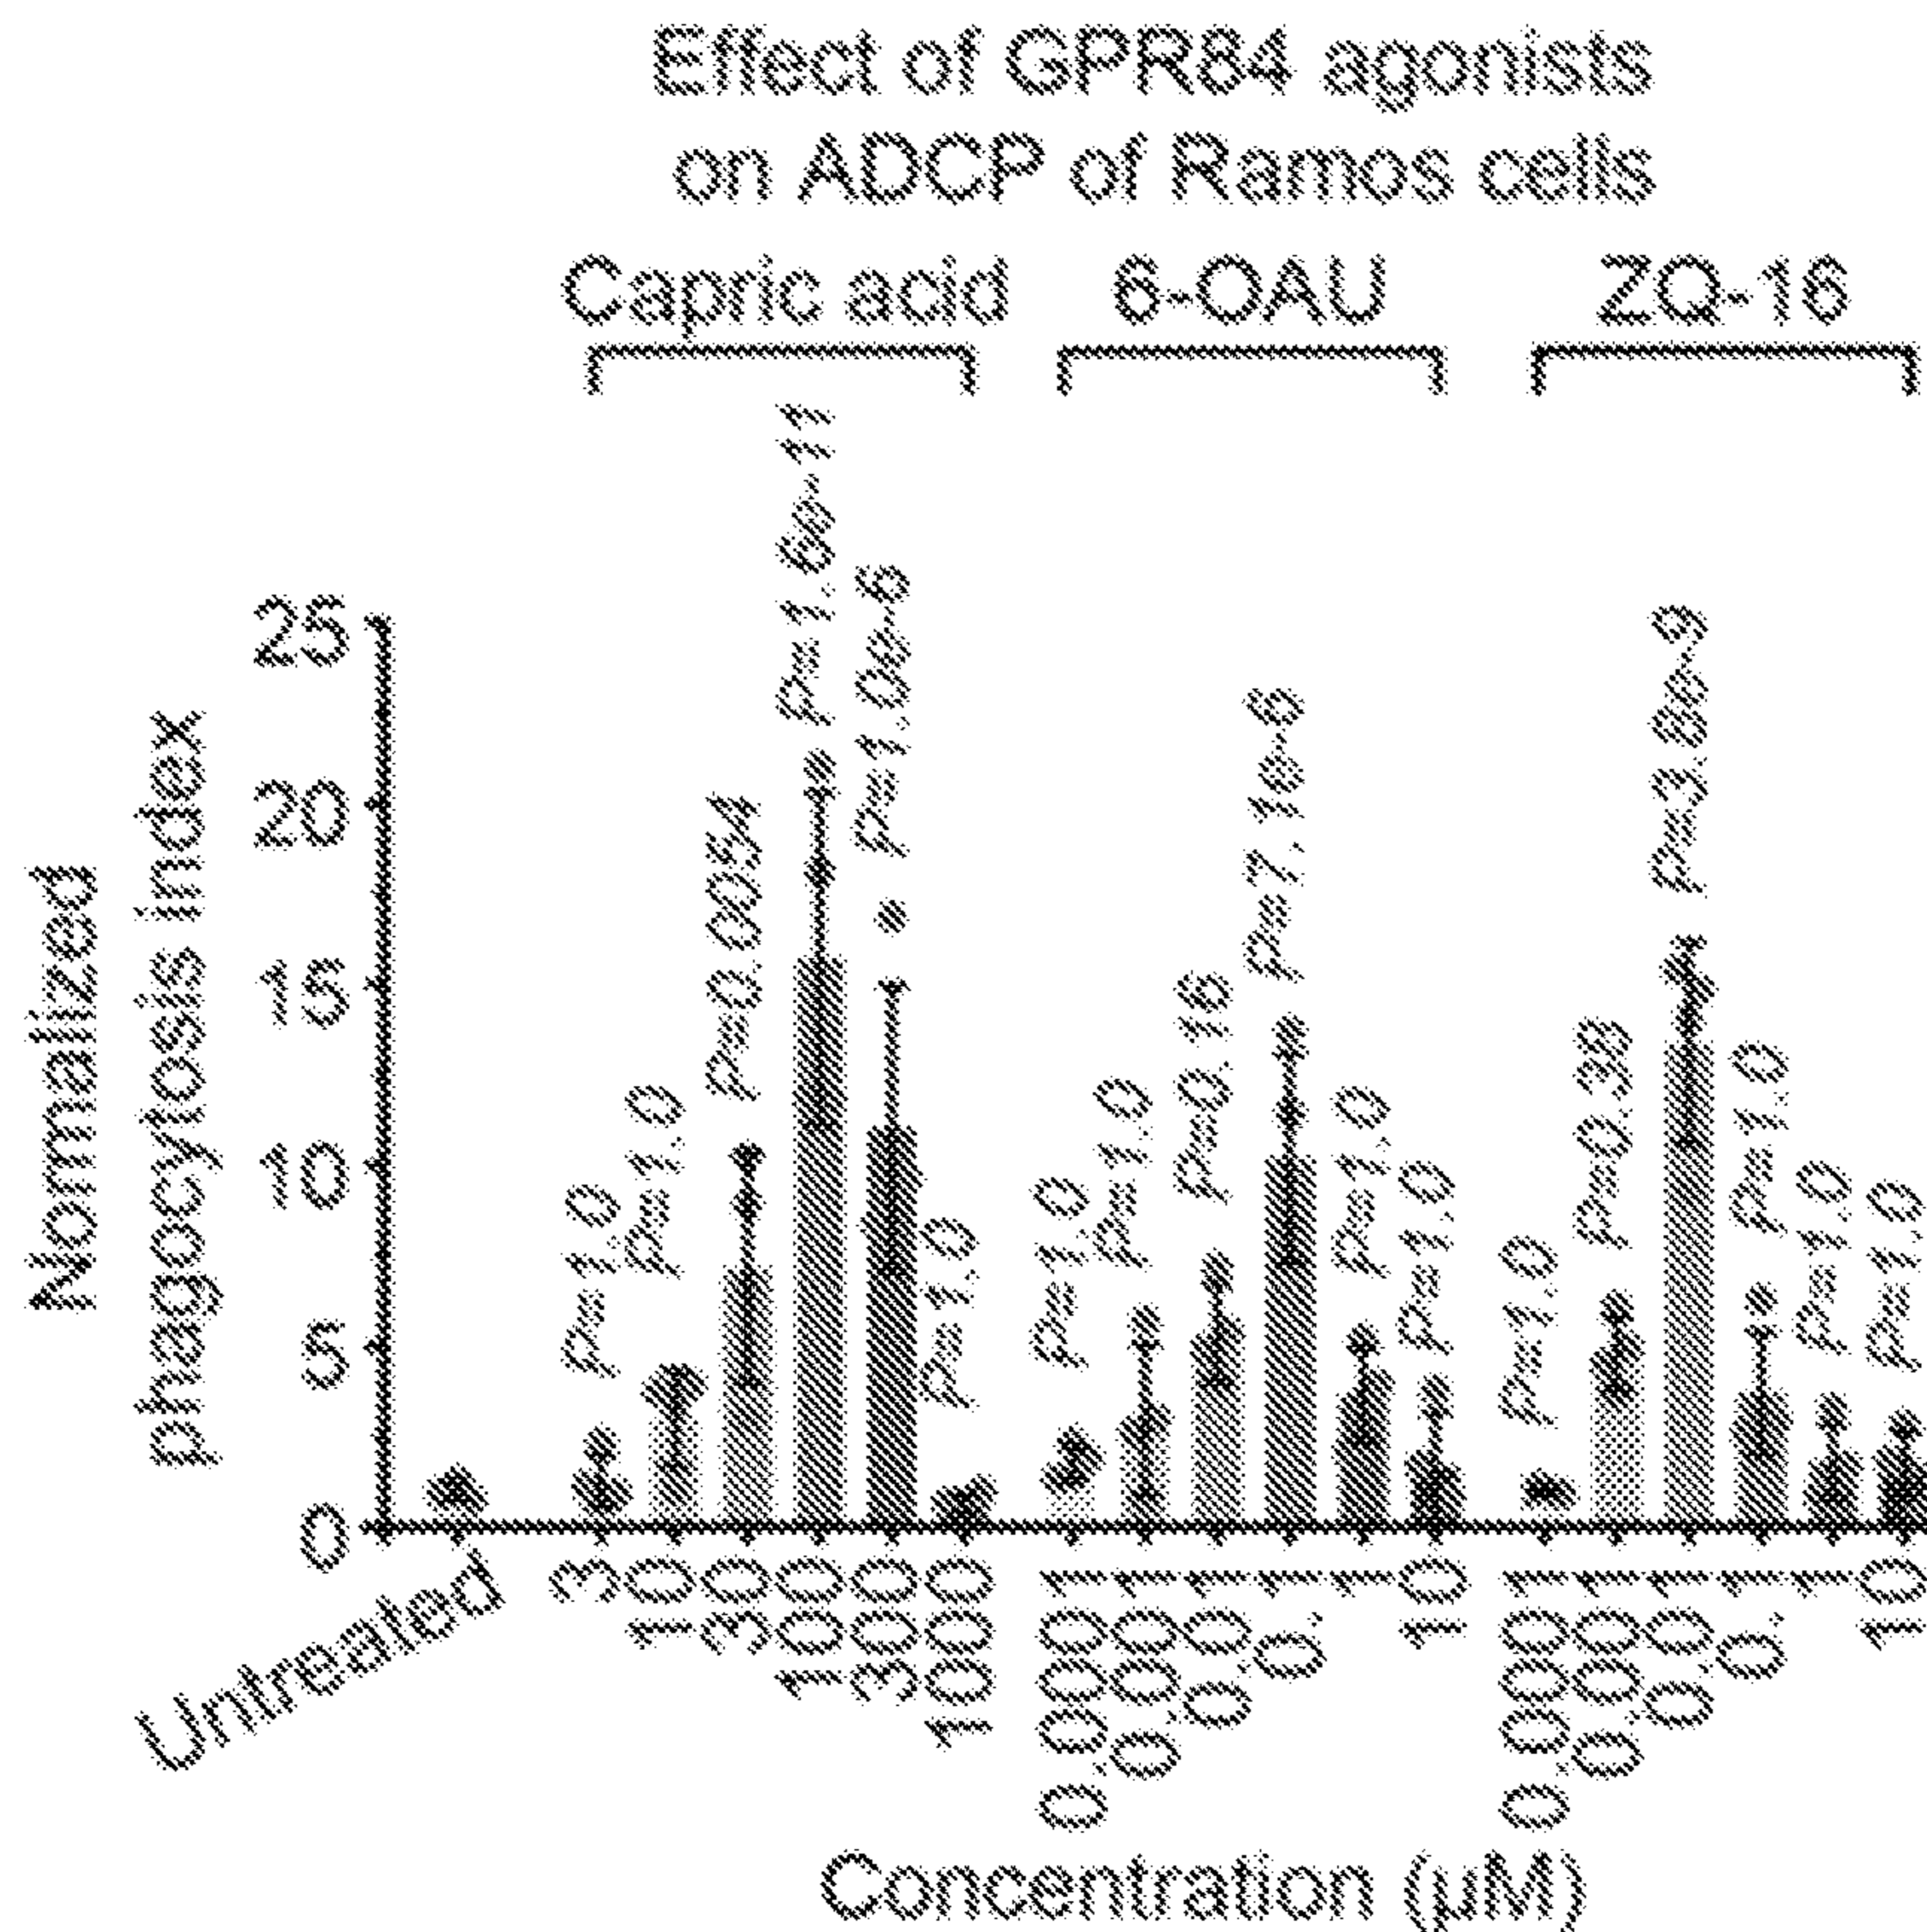 Effect of GPR84 agonists
on ADCP of Ramos cells
Capric acid 6-OAU ZQ-16
Normalized
phagocytosis index
25
20
15
10
5
0
P=1.0
P=1.0
P=0.0054
P=1.6e-11
P=1.0e-6
P=1.0
P=1.0
P=1.0
P=0.16
P=7.1e-6
P=1.0
P=1.0
P=1.0
P=0.38
P=3.8e-9
P=1.0
P=1.0
P=1.0
Untreated
3
10
30
100
300
1000
0.0001
0.001
0.01
0.1
1
10
0.0001
0.001
0.01
0.1
1
10
Concentration (µM)